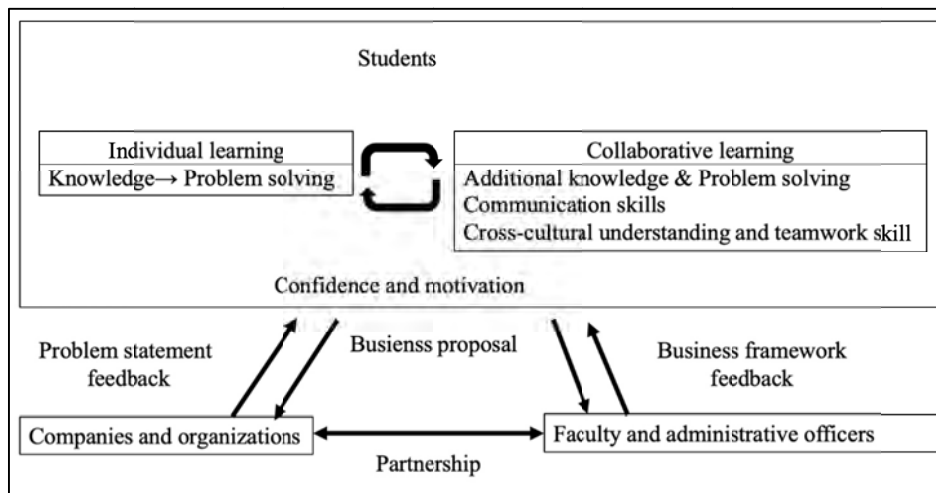 Students
Individual learning
Knowledge→ Problem solving
Collaborative learning
Additional knowledge & Problem solving
Communication skills
Cross-cultural understanding and teamwork skill
Confidence and motivation
Problem statement
feedback
Busienss proposal
Business framework
feedback
Companies and organizations
Faculty and administrative officers
Partnership